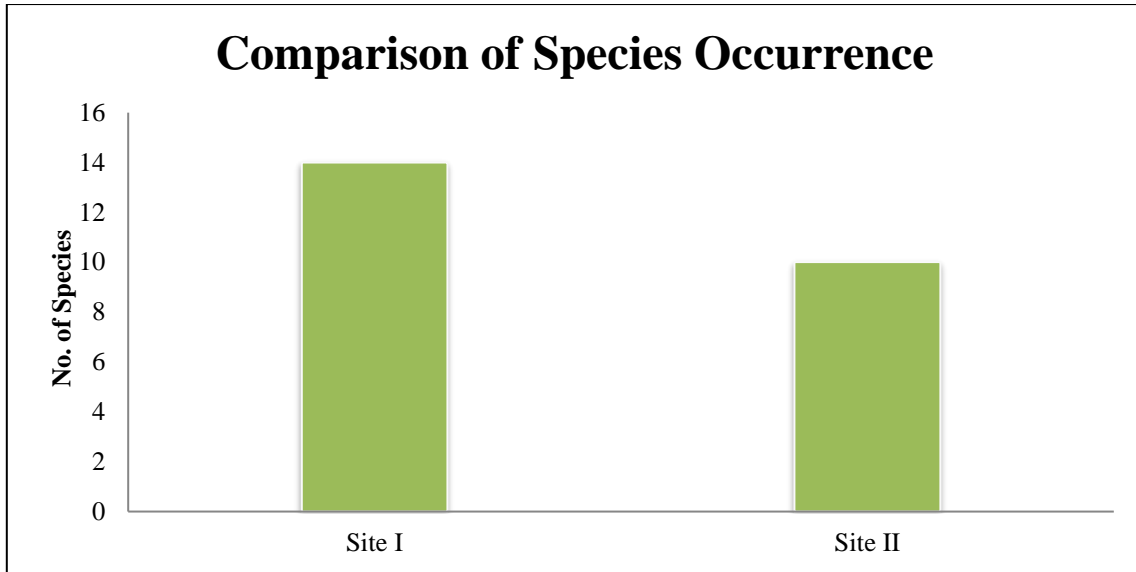 Comparison of Species Occurrence
No. of Species
16
14
12
10
8
6
4
2
0
Site I
Site II